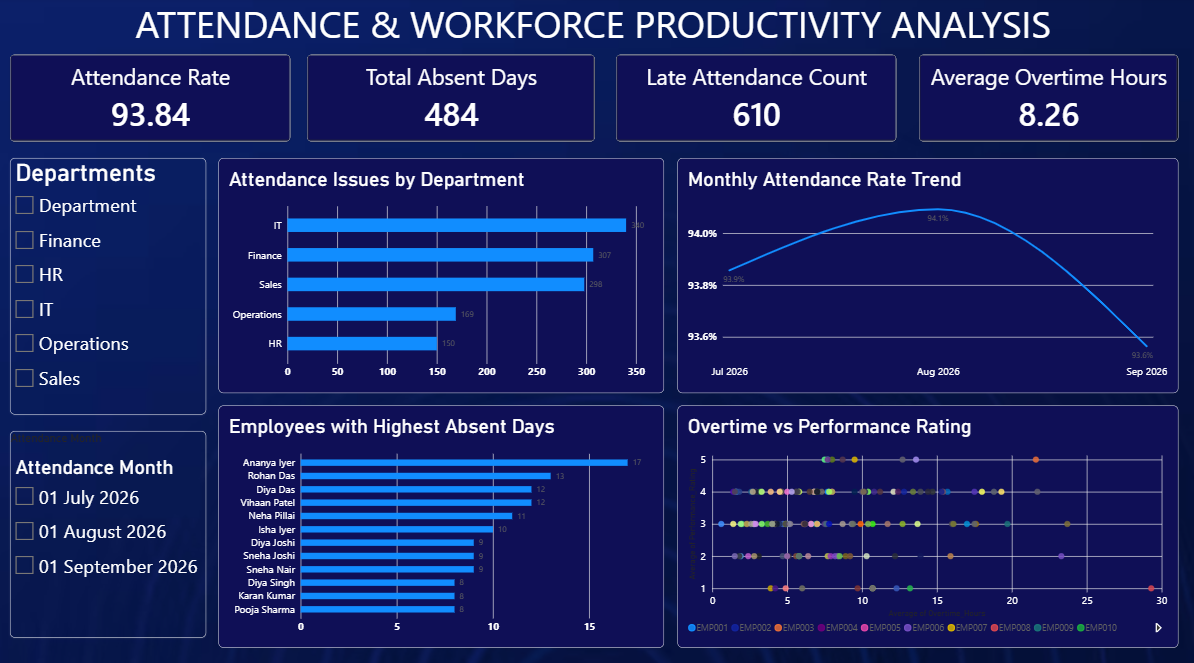 ATTENDANCE & WORKFORCE PRODUCTIVITY ANALYSIS
Attendance Rate
93.84
Total Absent Days
484
Late Attendance Count
610
Average Overtime Hours
8.26
Departments
Department
Finance
HR
IT
Operations
Sales
Attendance Month
Attendance Month
01 July 2026
01 August 2026
01 September 2026
Attendance Issues by Department
IT 340
Finance 307
Sales 298
Operations 169
HR 150
0 50 100 150 200 250 300 350
Monthly Attendance Rate Trend
94.1%
94.0%
93.9%
93.8%
93.6%
93.6%
Jul 2026 Aug 2026 Sep 2026
Employees with Highest Absent Days
Ananya Iyer 17
Rohan Das 13
Diya Das 12
Vihaan Patel 12
Neha Pillai 11
Isha Iyer 10
Diya Joshi 9
Sneha Joshi 9
Sneha Nair 9
Diya Singh 8
Karan Kumar 8
Pooja Sharma 8
0 5 10 15
Overtime vs Performance Rating
5
4
3
2
1
0 5 10 15 20 25 30
Average of Overtime_Hours
EMP001 EMP002 EMP003 EMP004 EMP005 EMP006 EMP007 EMP008 EMP009 EMP010